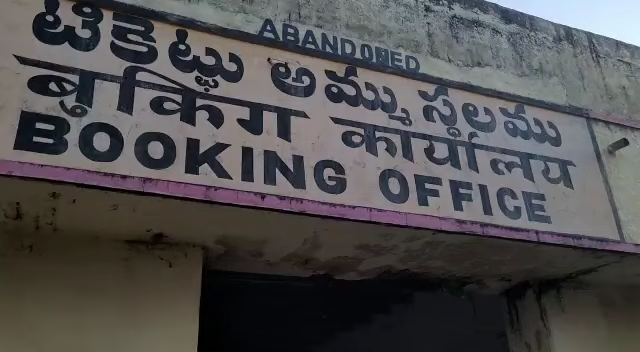 ABANDONED
టికెట్లు అమ్ము స్థలము
बुकिंग कार्यालय
BOOKING OFFICE